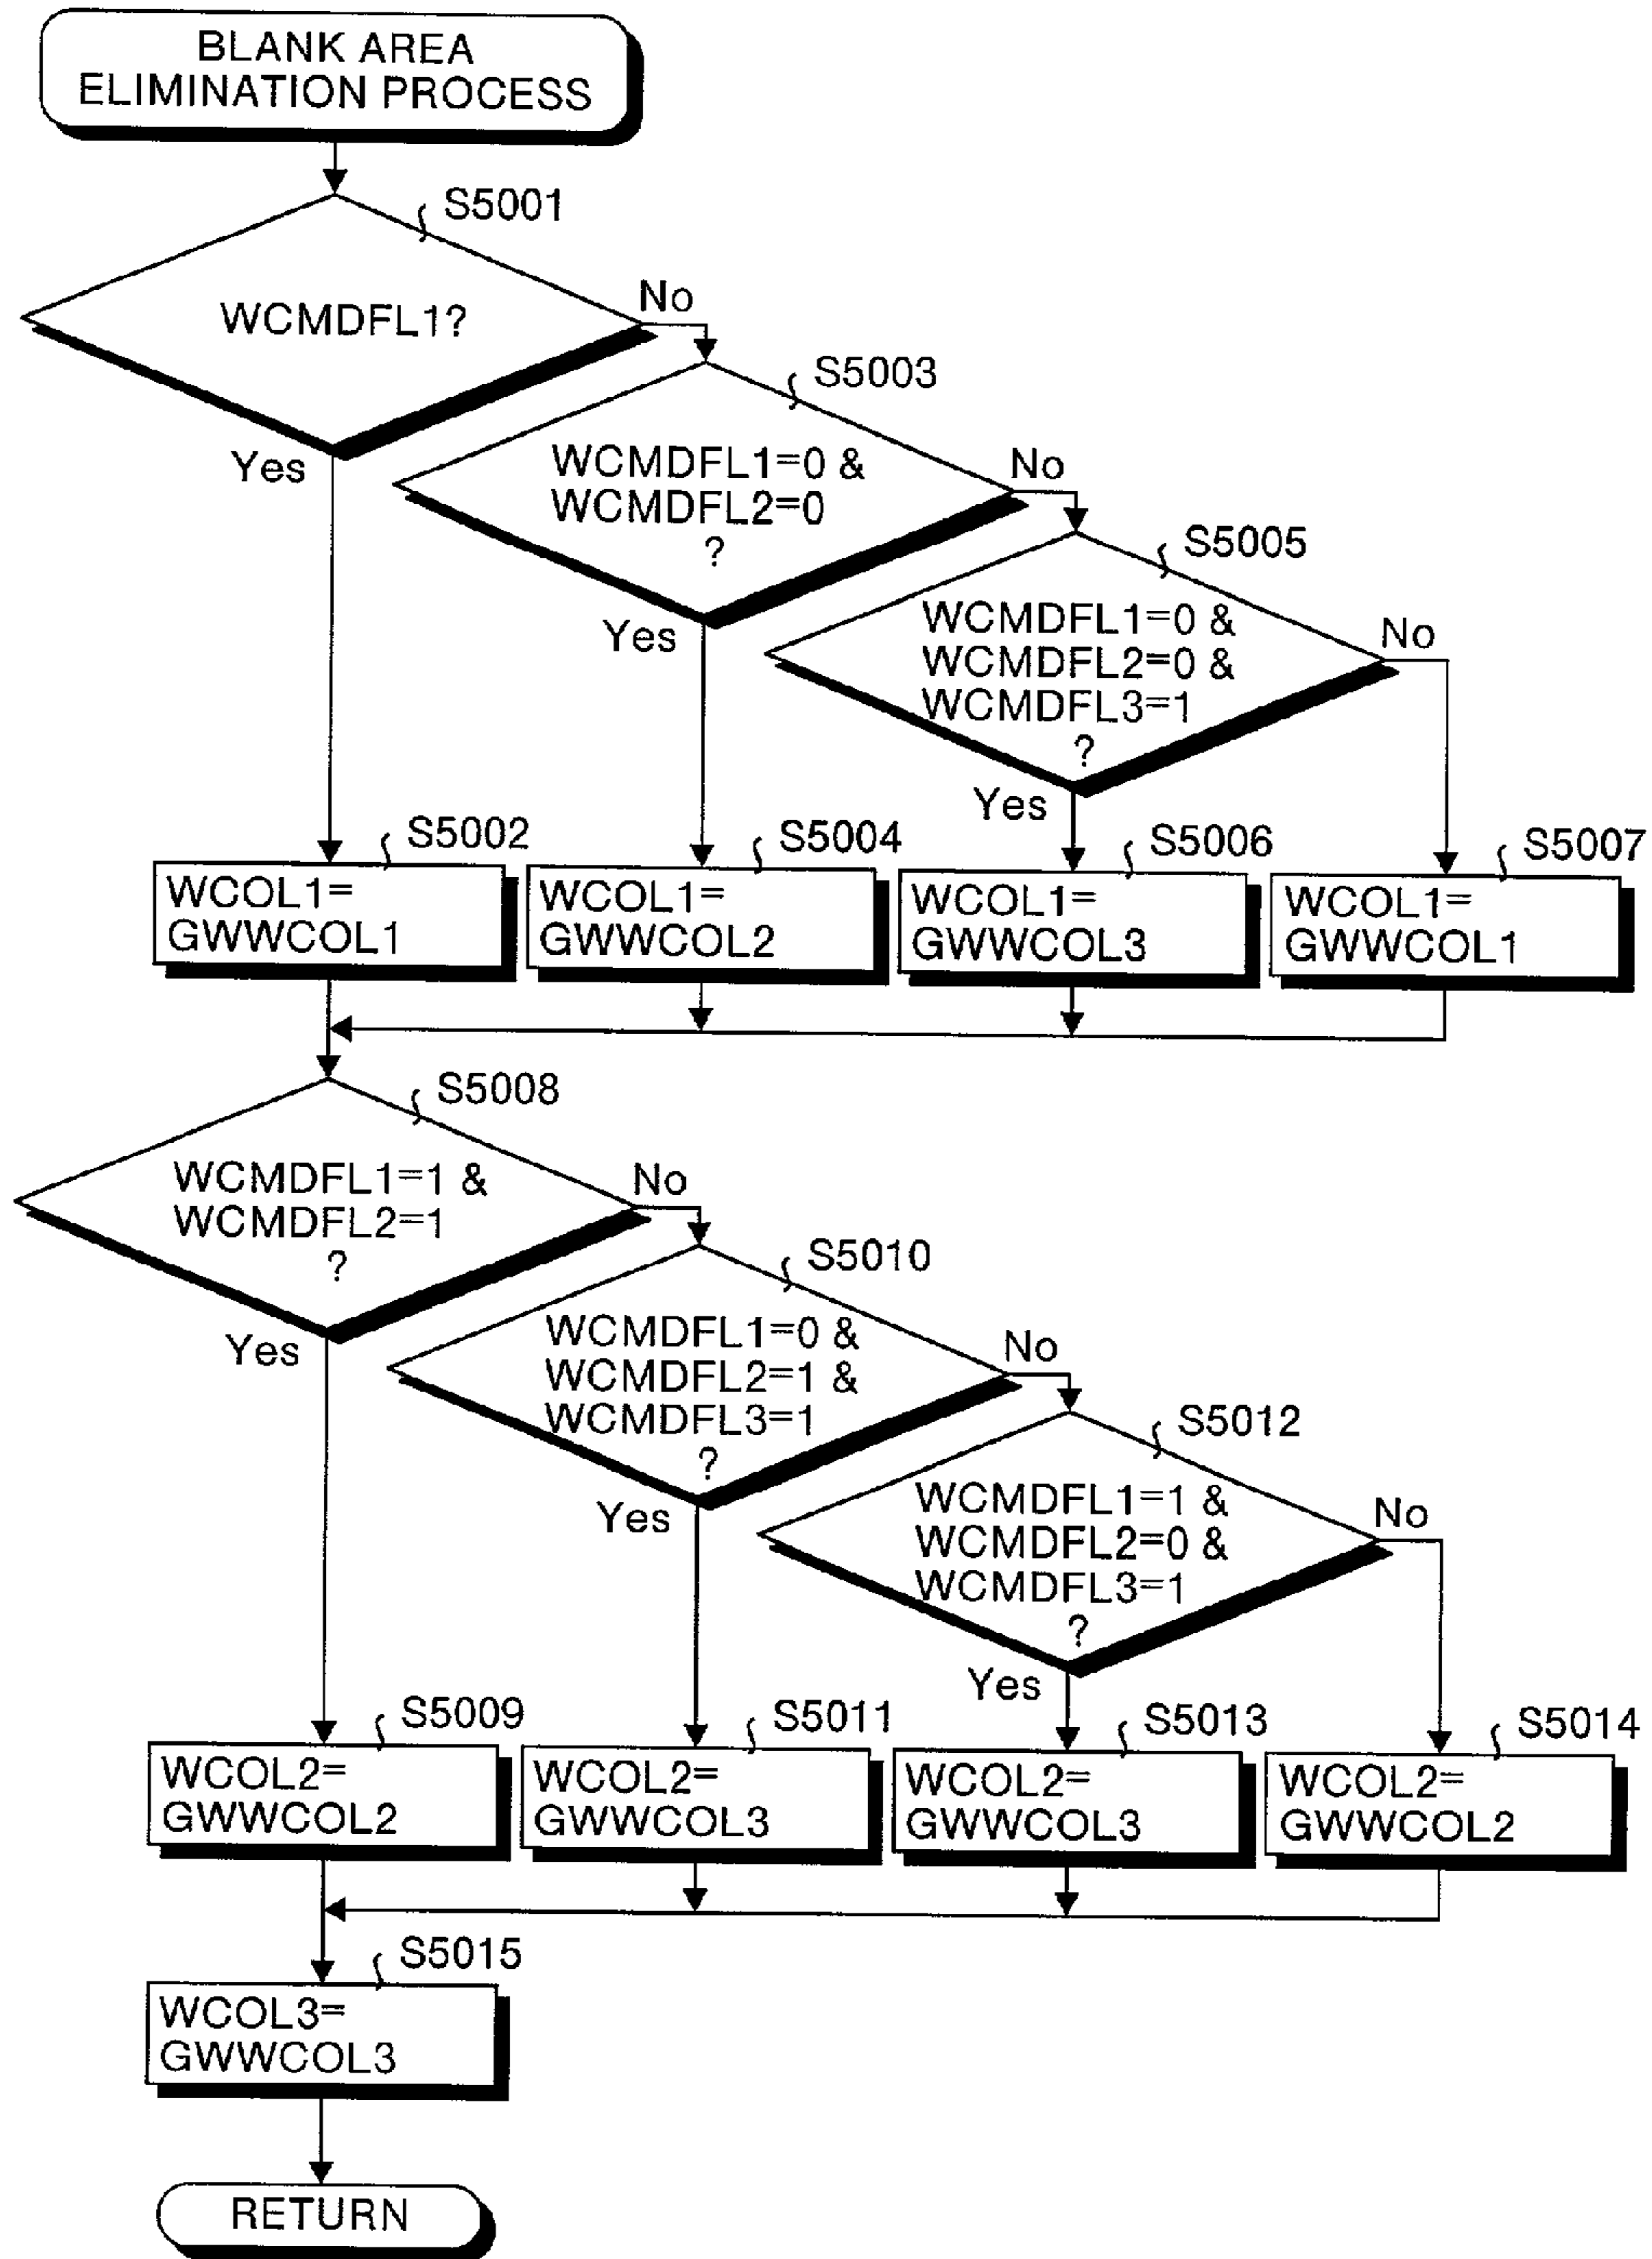 BLANK AREA
ELIMINATION PROCESS
S5001
WCMDFL1?
No
Yes
S5003
WCMDFL1=0 &
WCMDFL2=0
?
No
Yes
S5005
WCMDFL1=0 &
WCMDFL2=0 &
WCMDFL3=1
?
No
Yes
S5002
WCOL1=
GWWCOL1
S5004
WCOL1=
GWWCOL2
S5006
WCOL1=
GWWCOL3
S5007
WCOL1=
GWWCOL1
S5008
WCMDFL1=1 &
WCMDFL2=1
?
No
Yes
S5010
WCMDFL1=0 &
WCMDFL2=1 &
WCMDFL3=1
?
No
Yes
S5012
WCMDFL1=1 &
WCMDFL2=0 &
WCMDFL3=1
?
No
Yes
S5009
WCOL2=
GWWCOL2
S5011
WCOL2=
GWWCOL3
S5013
WCOL2=
GWWCOL3
S5014
WCOL2=
GWWCOL2
S5015
WCOL3=
GWWCOL3
RETURN